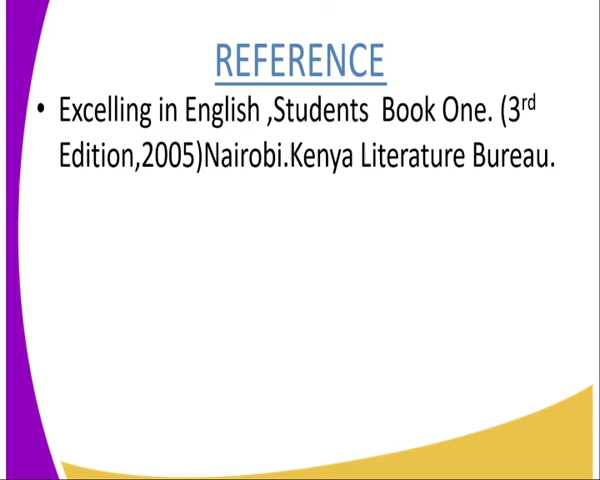 REFERENCE
• Excelling in English ,Students  Book One. (3rd
Edition,2005)Nairobi.Kenya Literature Bureau.